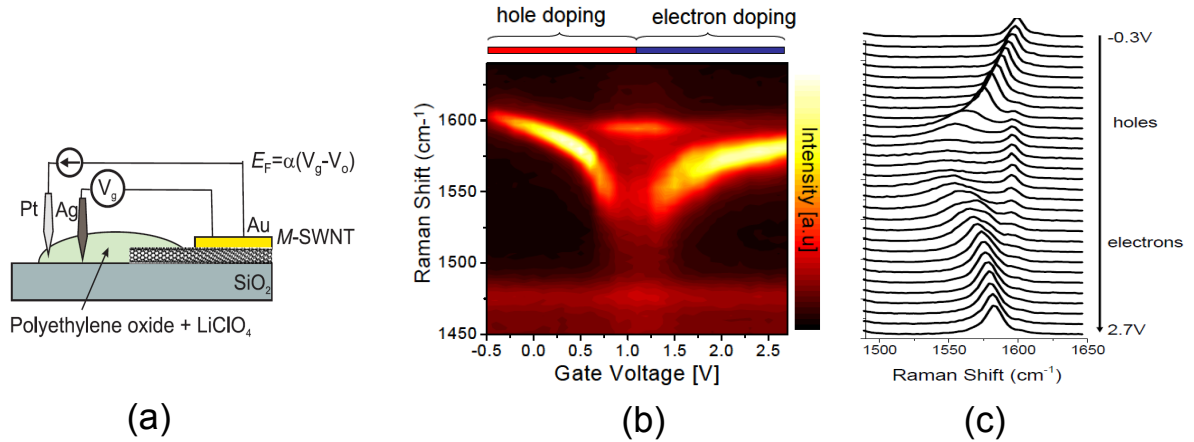 E_F=α(V_g-V_o)
V_g
Pt
Ag
Au
M-SWNT
SiO₂
Polyethylene oxide + LiClO₄
(a)
hole doping
electron doping
Raman Shift (cm-¹)
1600
1550
1500
1450
-0.5
0.0
0.5
1.0
1.5
2.0
2.5
Gate Voltage [V]
Intensity [a.u]
(b)
-0.3V
holes
electrons
2.7V
1500
1550
1600
1650
Raman Shift (cm⁻¹)
(c)